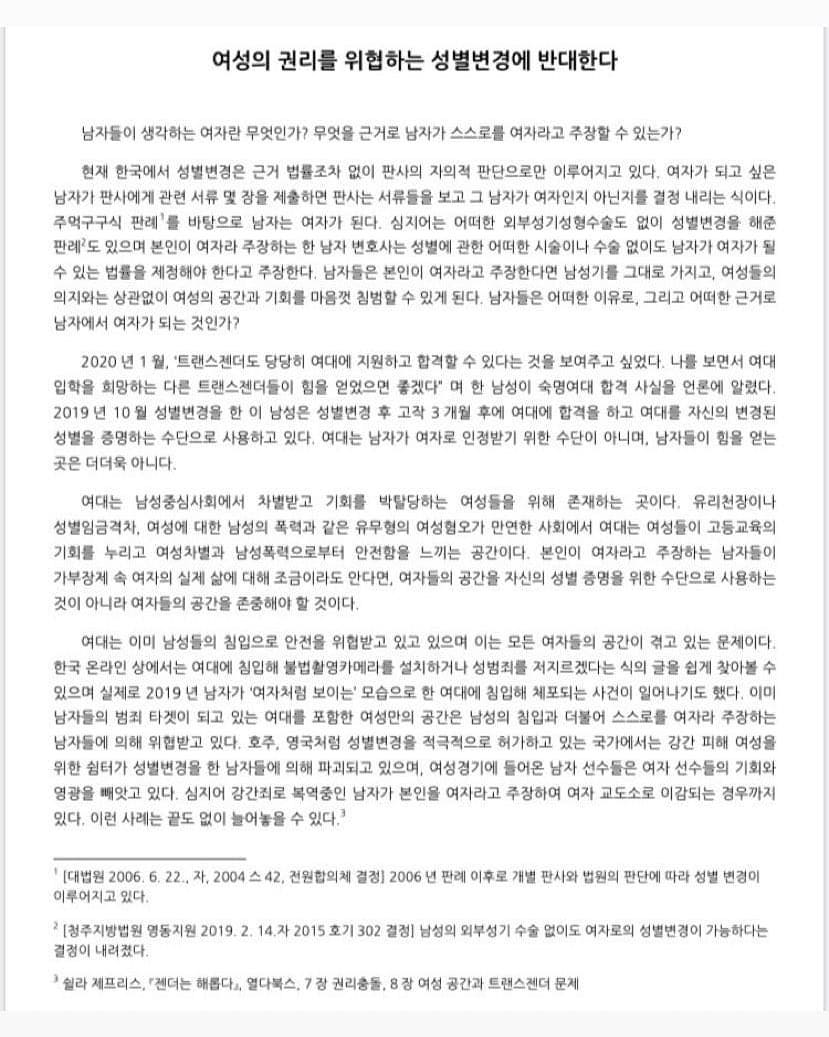 여성의 권리를 위협하는 성별변경에 반대한다
남자들이 생각하는 여자란 무엇인가? 무엇을 근거로 남자가 스스로를 여자라고 주장할 수 있는가?
현재 한국에서 성별변경은 근거 법률조차 없이 판사의 자의적 판단으로만 이루어지고 있다. 여자가 되고 싶은
남자가 판사에게 관련 서류 몇 장을 제출하면 판사는 서류들을 보고 그 남자가 여자인지 아닌지를 결정 내리는 식이다.
주먹구구식 판례¹를 바탕으로 남자는 여자가 된다. 심지어는 어떠한 외부성기성형수술도 없이 성별변경을 해준
판례²도 있으며 본인이 여자라 주장하는 한 남자 변호사는 성별에 관한 어떠한 시술이나 수술 없이도 남자가 여자가 될
수 있는 법률을 제정해야 한다고 주장한다. 남자들은 본인이 여자라고 주장한다면 남성기를 그대로 가지고, 여성들의
의지와는 상관없이 여성의 공간과 기회를 마음껏 침범할 수 있게 된다. 남자들은 어떠한 이유로, 그리고 어떠한 근거로
남자에서 여자가 되는 것인가?
2020 년 1 월, '트랜스젠더도 당당히 여대에 지원하고 합격할 수 있다는 것을 보여주고 싶었다. 나를 보면서 여대
입학을 희망하는 다른 트랜스젠더들이 힘을 얻었으면 좋겠다" 며 한 남성이 숙명여대 합격 사실을 언론에 알렸다.
2019 년 10 월 성별변경을 한 이 남성은 성별변경 후 고작 3 개월 후에 여대에 합격을 하고 여대를 자신의 변경된
성별을 증명하는 수단으로 사용하고 있다. 여대는 남자가 여자로 인정받기 위한 수단이 아니며, 남자들이 힘을 얻는
곳은 더더욱 아니다.
여대는 남성중심사회에서 차별받고 기회를 박탈당하는 여성들을 위해 존재하는 곳이다. 유리천장이나
성별임금격차, 여성에 대한 남성의 폭력과 같은 유무형의 여성혐오가 만연한 사회에서 여대는 여성들이 고등교육의
기회를 누리고 여성차별과 남성폭력으로부터 안전함을 느끼는 공간이다. 본인이 여자라고 주장하는 남자들이
가부장제 속 여자의 실제 삶에 대해 조금이라도 안다면, 여자들의 공간을 자신의 성별 증명을 위한 수단으로 사용하는
것이 아니라 여자들의 공간을 존중해야 할 것이다.
여대는 이미 남성들의 침입으로 안전을 위협받고 있고 있으며 이는 모든 여자들의 공간이 겪고 있는 문제이다.
한국 온라인 상에서는 여대에 침입해 불법촬영카메라를 설치하거나 성범죄를 저지르겠다는 식의 글을 쉽게 찾아볼 수
있으며 실제로 2019 년 남자가 '여자처럼 보이는' 모습으로 한 여대에 침입해 체포되는 사건이 일어나기도 했다. 이미
남자들의 범죄 타겟이 되고 있는 여대를 포함한 여성만의 공간은 남성의 침입과 더불어 스스로를 여자라 주장하는
남자들에 의해 위협받고 있다. 호주, 영국처럼 성별변경을 적극적으로 허가하고 있는 국가에서는 강간 피해 여성을
위한 쉼터가 성별변경을 한 남자들에 의해 파괴되고 있으며, 여성경기에 들어온 남자 선수들은 여자 선수들의 기회와
영광을 빼앗고 있다. 심지어 강간죄로 복역중인 남자가 본인을 여자라고 주장하여 여자 교도소로 이감되는 경우까지
있다. 이런 사례는 끝도 없이 늘어놓을 수 있다.³
¹ [대법원 2006. 6. 22., 자, 2004 스 42, 전원합의체 결정] 2006 년 판례 이후로 개별 판사와 법원의 판단에 따라 성별 변경이
이루어지고 있다.
² [청주지방법원 영동지원 2019. 2. 14.자 2015 호기 302 결정] 남성의 외부성기 수술 없이도 여자로의 성별변경이 가능하다는
결정이 내려졌다.
³ 쉴라 제프리스, 『젠더는 해롭다』, 열다북스, 7 장 권리충돌, 8 장 여성 공간과 트랜스젠더 문제